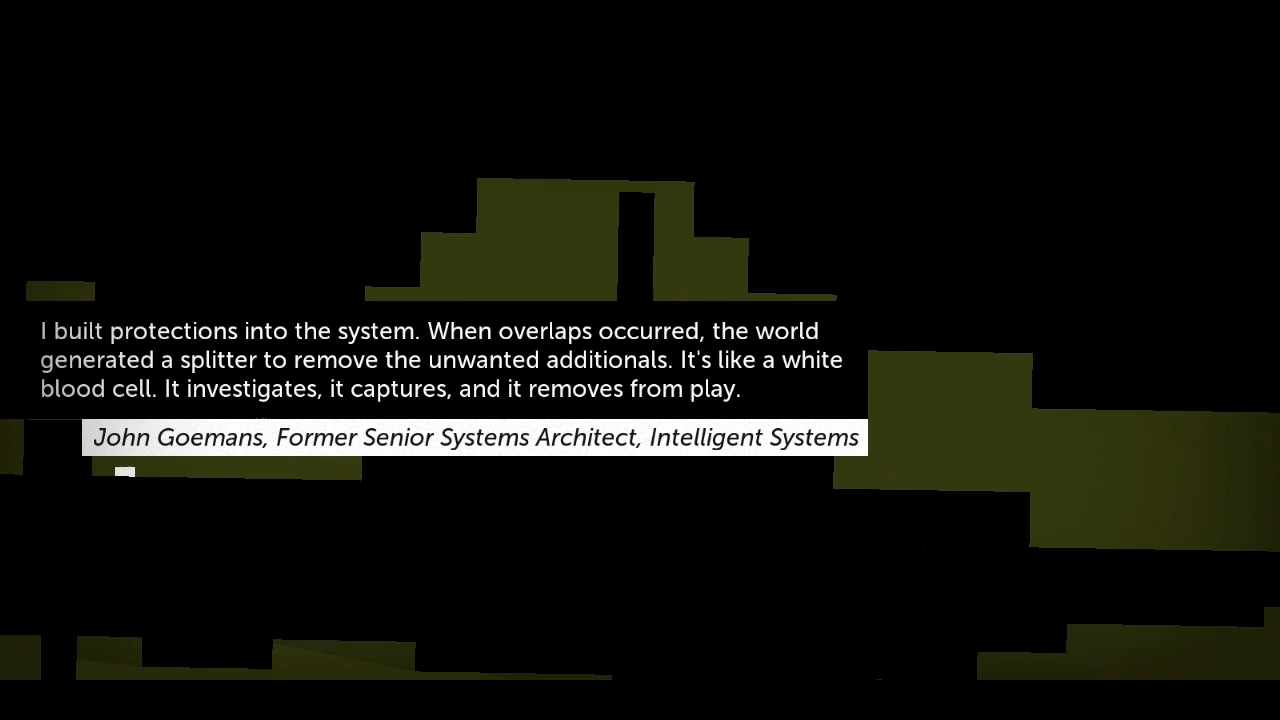 I built protections into the system. When overlaps occurred, the world
generated a splitter to remove the unwanted additionals. It's like a white
blood cell. It investigates, it captures, and it removes from play.
John Goemans, Former Senior Systems Architect, Intelligent Systems